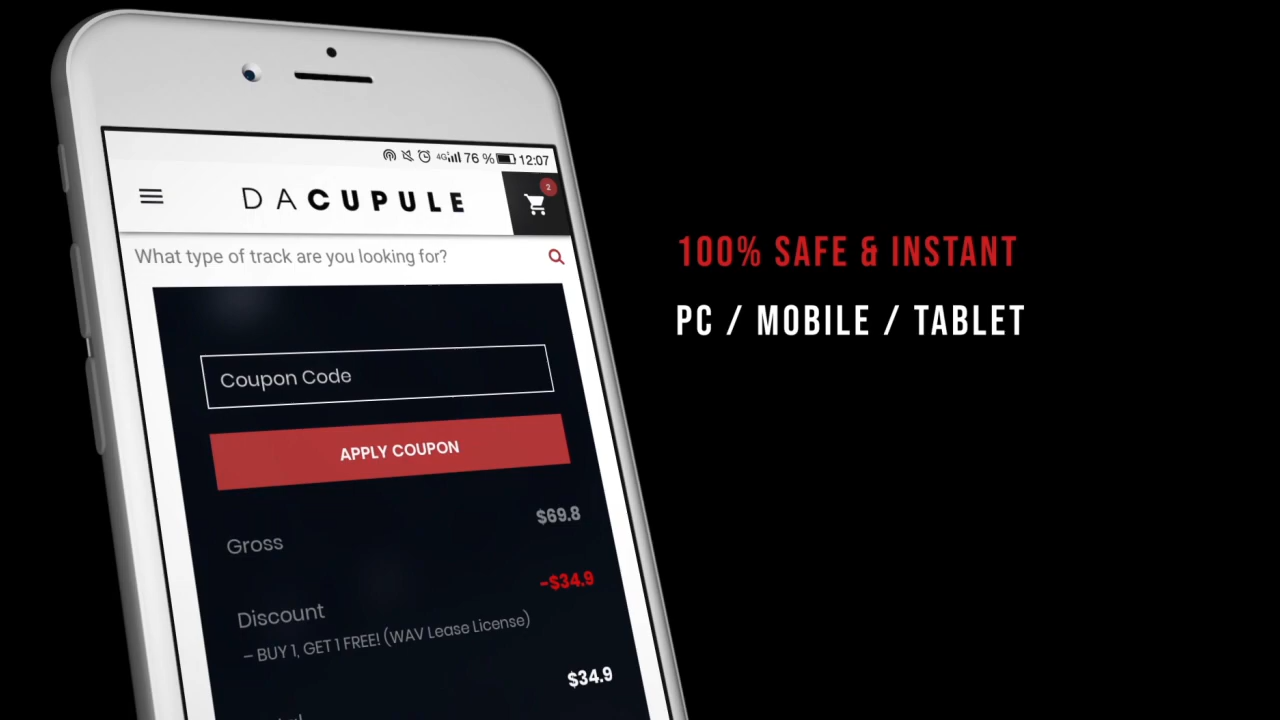 4G 76 % 12:07
DACUPULE
2
What type of track are you looking for?
100% SAFE & INSTANT
PC / MOBILE / TABLET
Coupon Code
APPLY COUPON
$69.8
Gross
-$34.9
Discount
– BUY 1, GET 1 FREE! (WAV Lease License)
$34.9